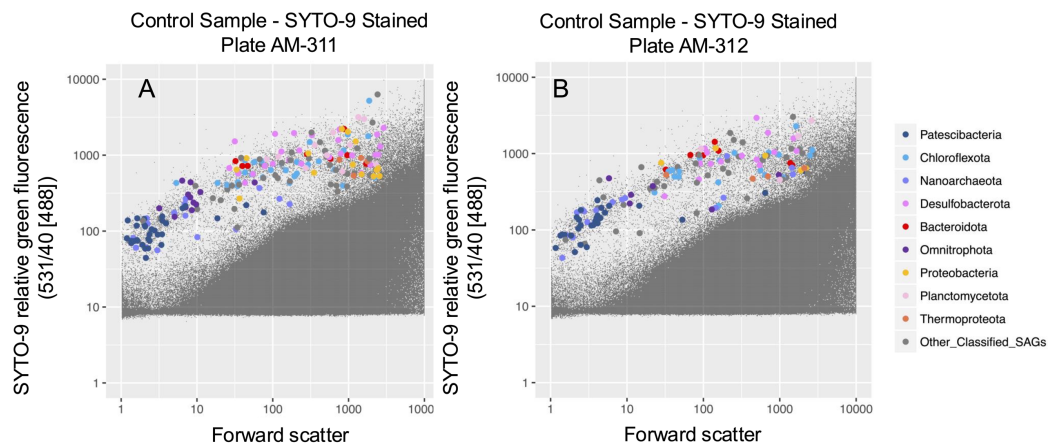 Control Sample - SYTO-9 Stained
Plate AM-311
Control Sample - SYTO-9 Stained
Plate AM-312
SYTO-9 relative green fluorescence
(531/40 [488])
A
10000
1000
100
10
1
1
10
100
1000
1000
Forward scatter
SYTO-9 relative green fluorescence
(531/40 [488])
B
10000
1000
100
10
1
1
10
100
1000
10000
Forward scatter
Patescibacteria
Chloroflexota
Nanoarchaeota
Desulfobacterota
Bacteroidota
Omnitrophota
Proteobacteria
Planctomycetota
Thermoproteota
Other_Classified_SAGs